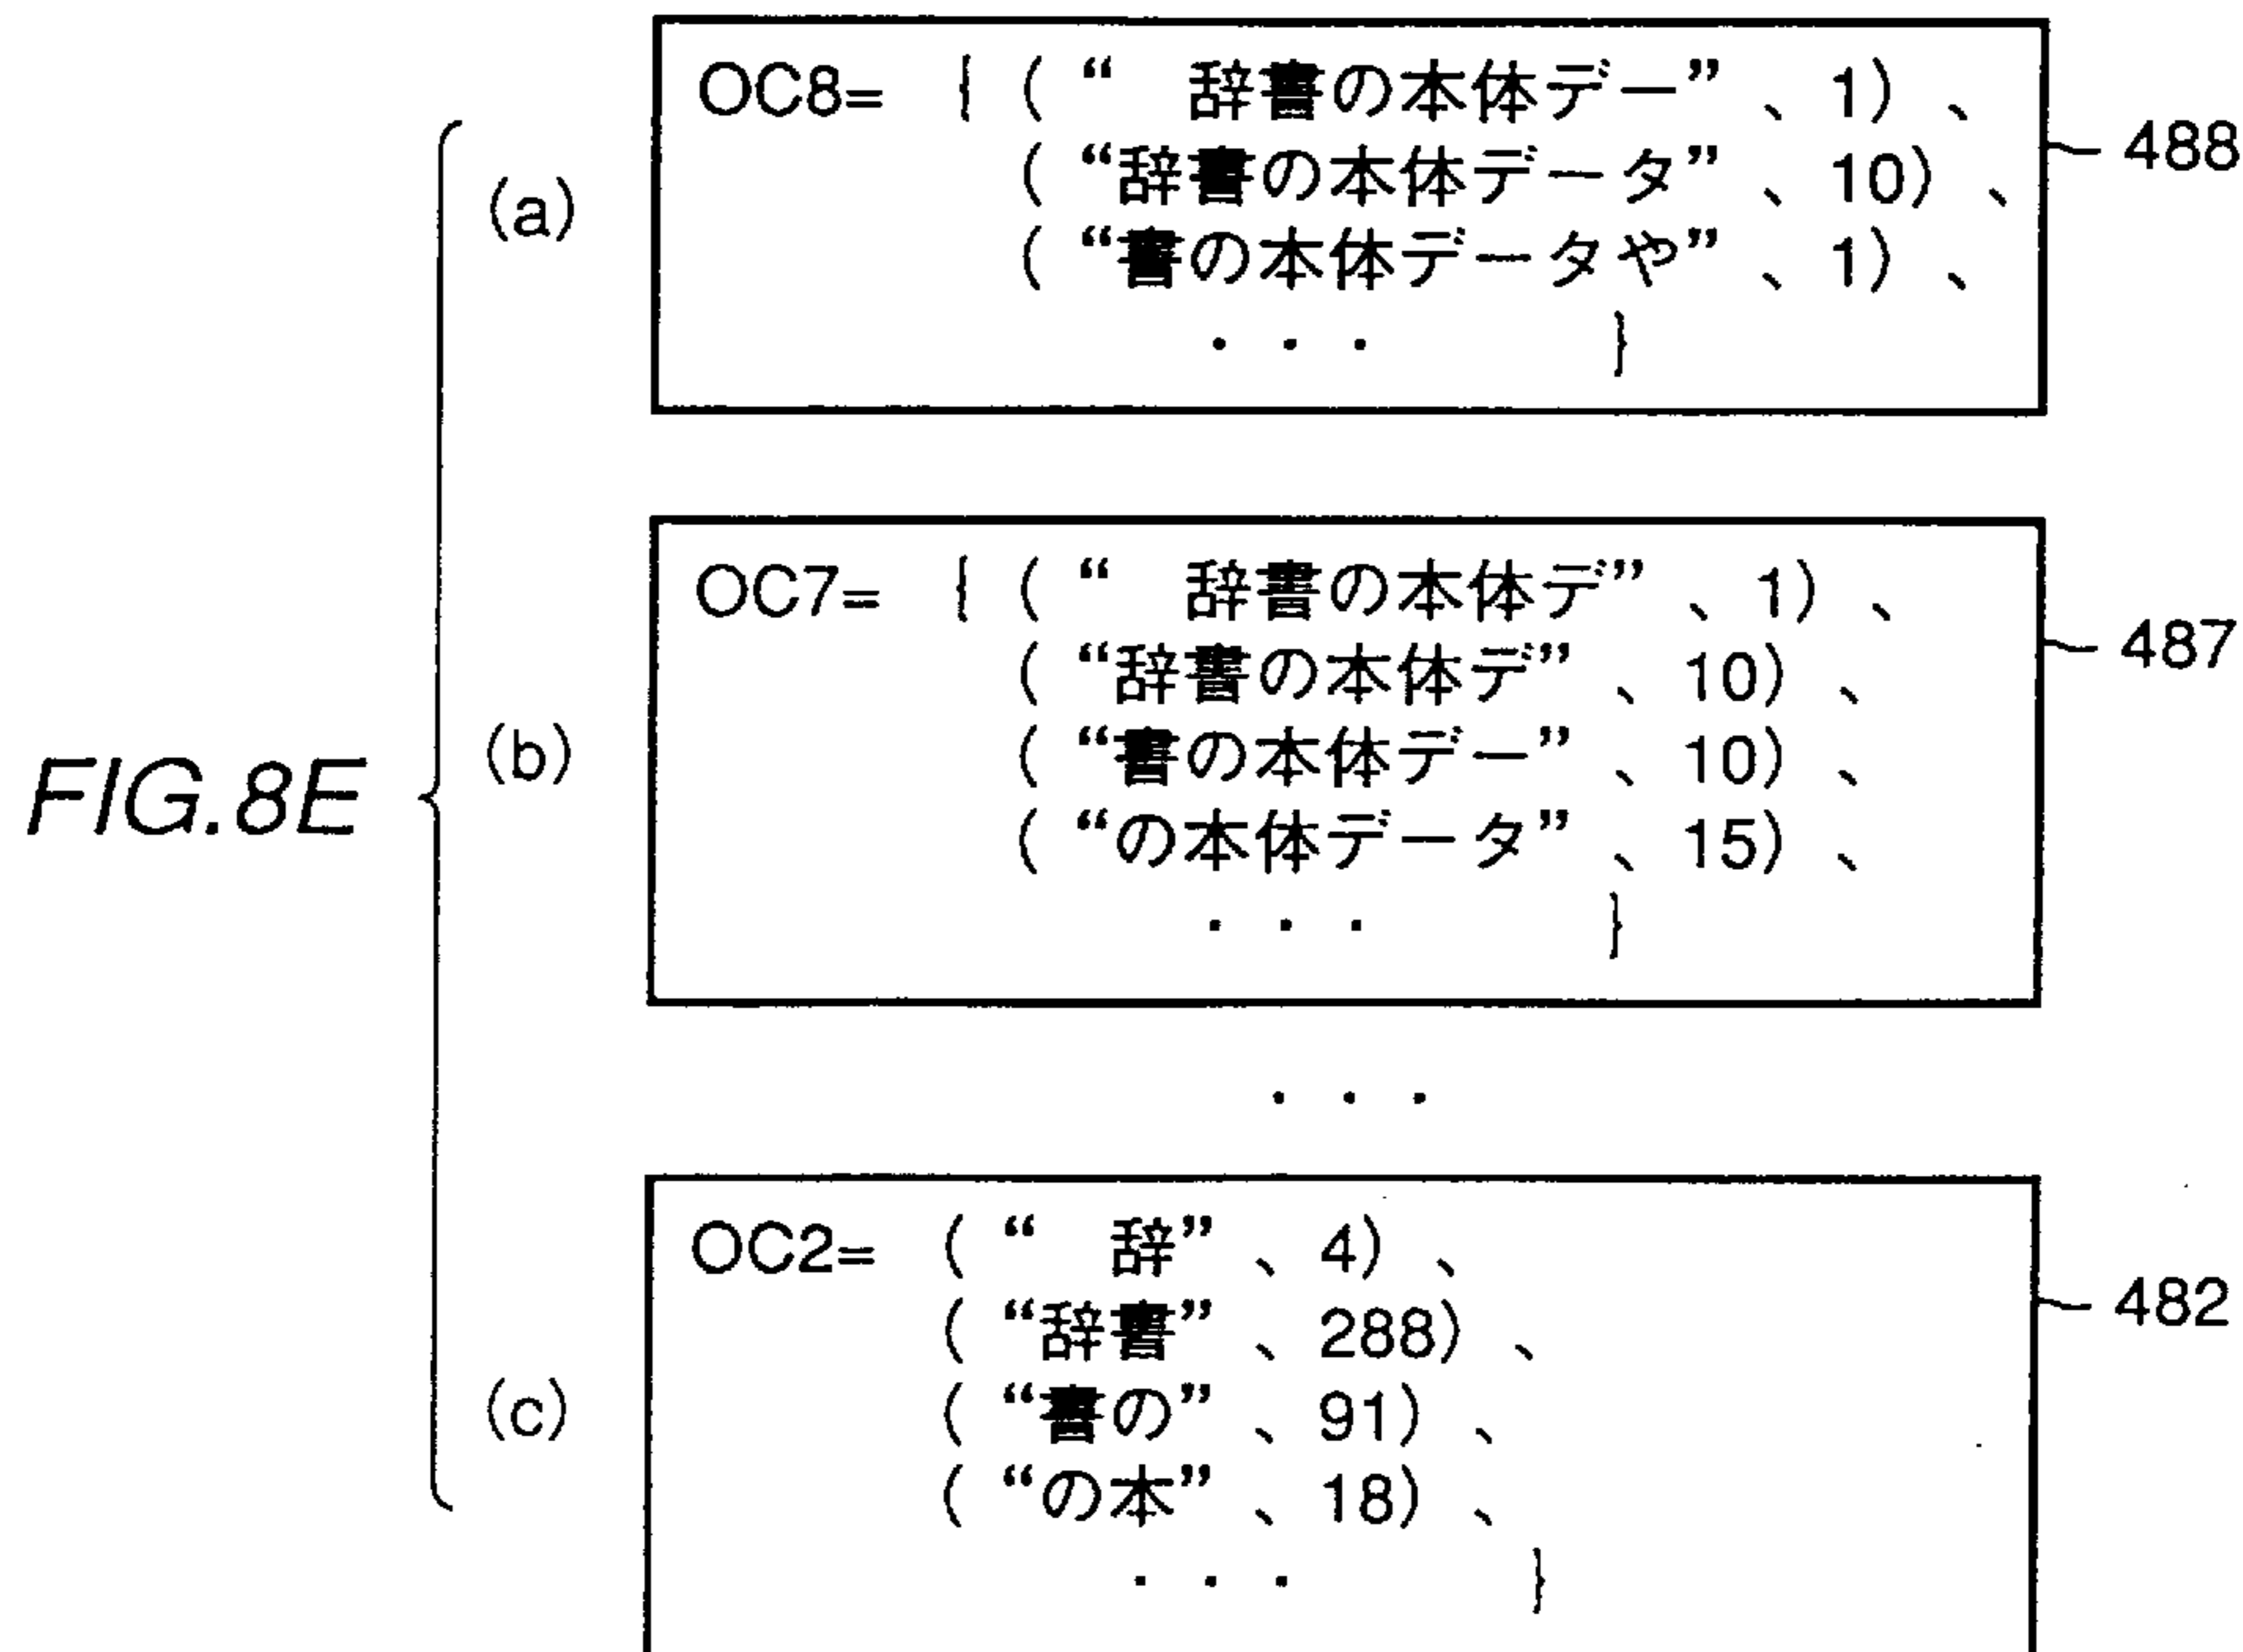 OC8= { ( “　辞書の本体デー” 、 1) 、
( “辞書の本体データ” 、 10) 、
( “書の本体データや” 、 1) 、
・・・ }
488
(a)
OC7= { ( “　辞書の本体デ” 、 1) 、
( “辞書の本体デ” 、 10) 、
( “書の本体デー” 、 10) 、
( “の本体データ” 、 15) 、
・・・ }
487
(b)
FIG.8E
・・・
OC2= ( “　辞” 、 4) 、
( “辞書” 、 288) 、
( “書の” 、 91) 、
( “の本” 、 18) 、
・・・ }
482
(c)